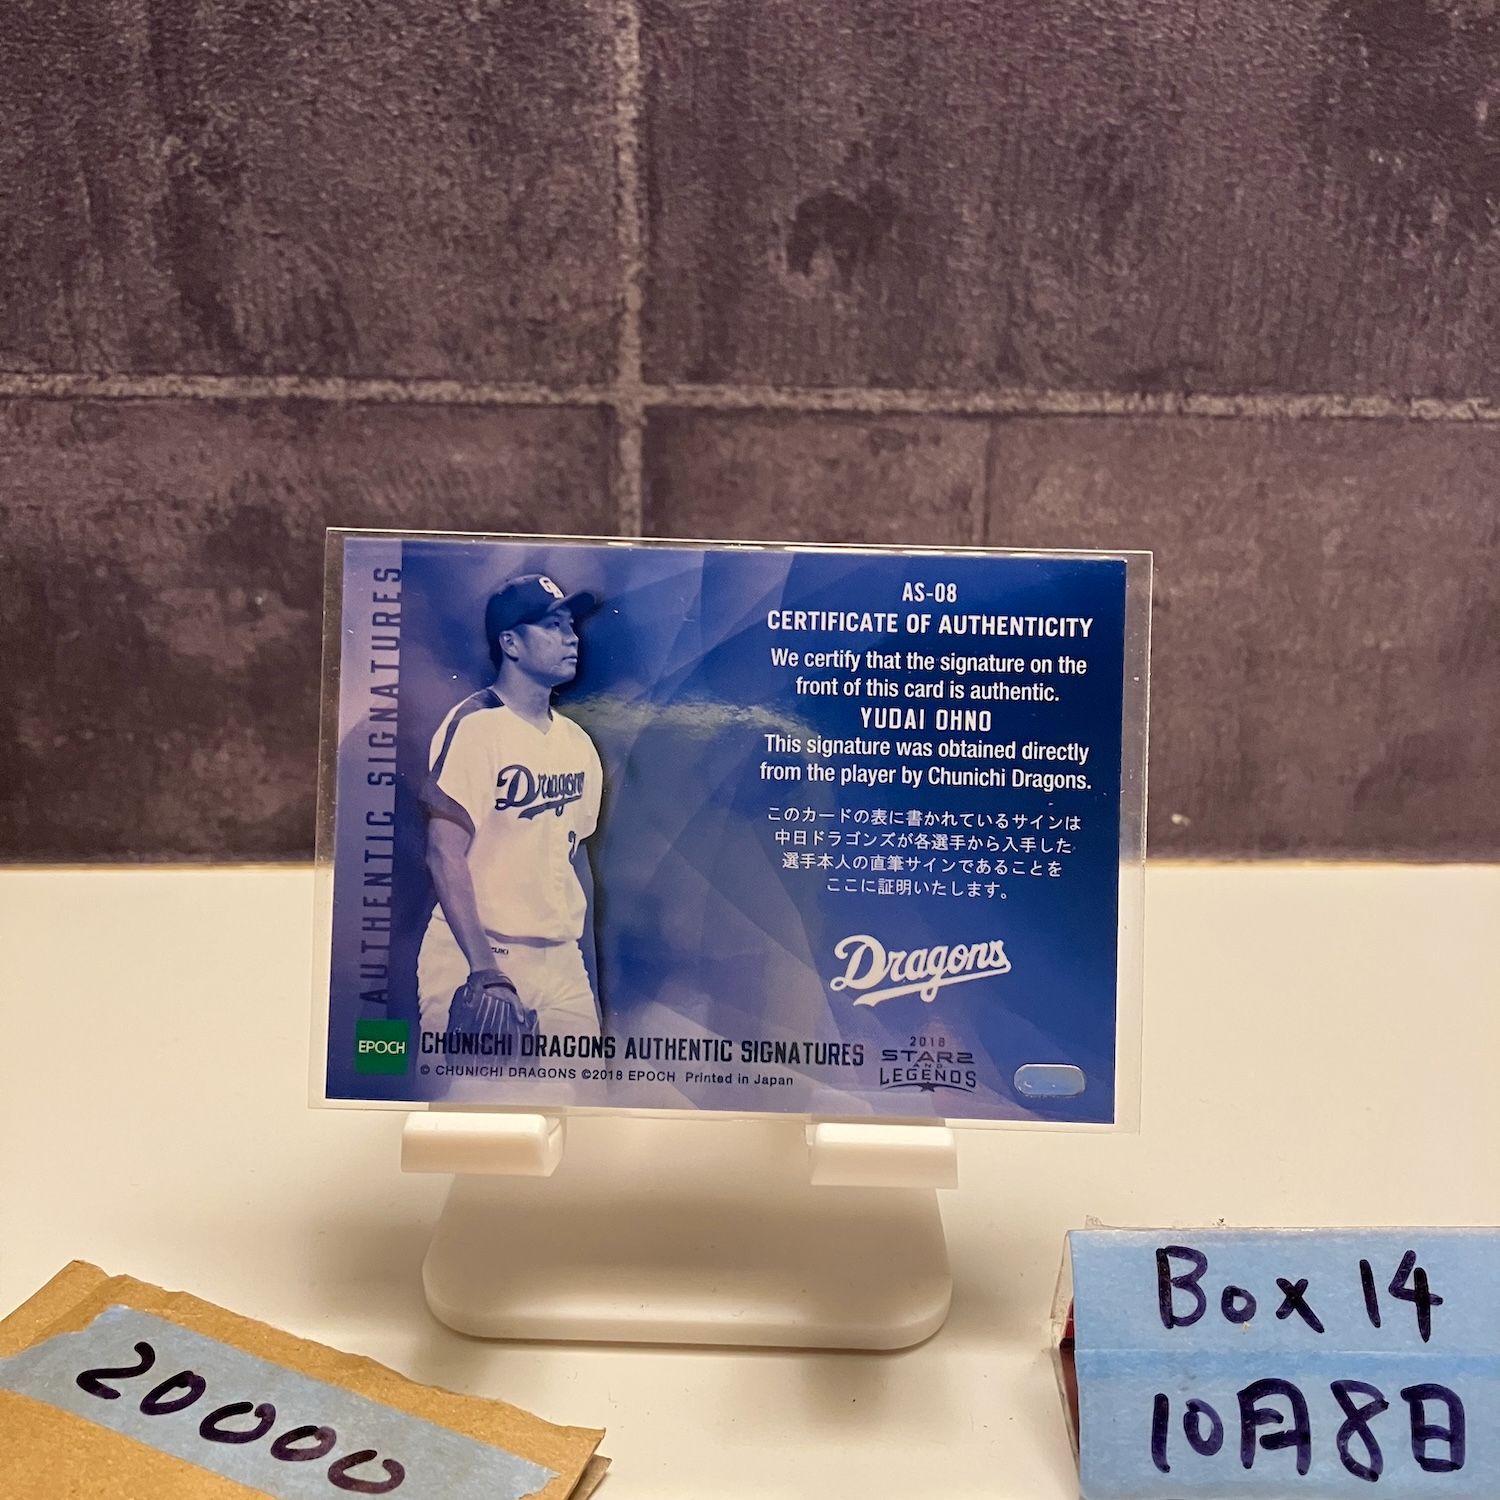 AUTHENTIC SIGNATURES
Dragons
AS-08
CERTIFICATE OF AUTHENTICITY
We certify that the signature on the
front of this card is authentic.
YUDAI OHNO
This signature was obtained directly
from the player by Chunichi Dragons.
このカードの表に書かれているサインは
中日ドラゴンズが各選手から入手した
選手本人の直筆サインであることを
ここに証明いたします。
Dragons
EPOCH
CHUNICHI DRAGONS AUTHENTIC SIGNATURES
© CHUNICHI DRAGONS ©2018 EPOCH Printed in Japan
2018
STARS
AND
LEGENDS
20000
Box 14
10月8日